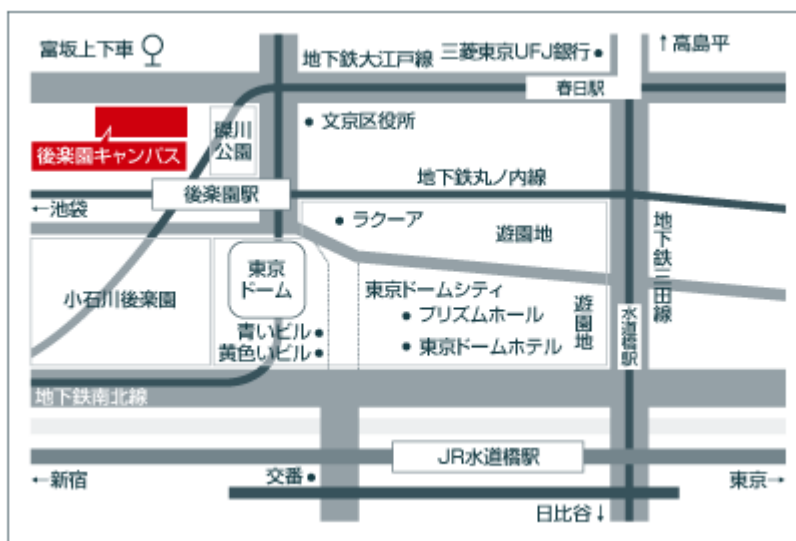 富坂上下車
地下鉄大江戸線
三菱東京UFJ銀行
↑高島平
春日駅
後楽園キャンパス
礫川
公園
文京区役所
地下鉄丸ノ内線
後楽園駅
←池袋
ラクーア
遊園地
地下鉄三田線
小石川後楽園
東京
ドーム
東京ドームシティ
プリズムホール
東京ドームホテル
遊園地
水道橋駅
青いビル
黄色いビル
地下鉄南北線
JR水道橋駅
←新宿
交番
東京→
日比谷↓